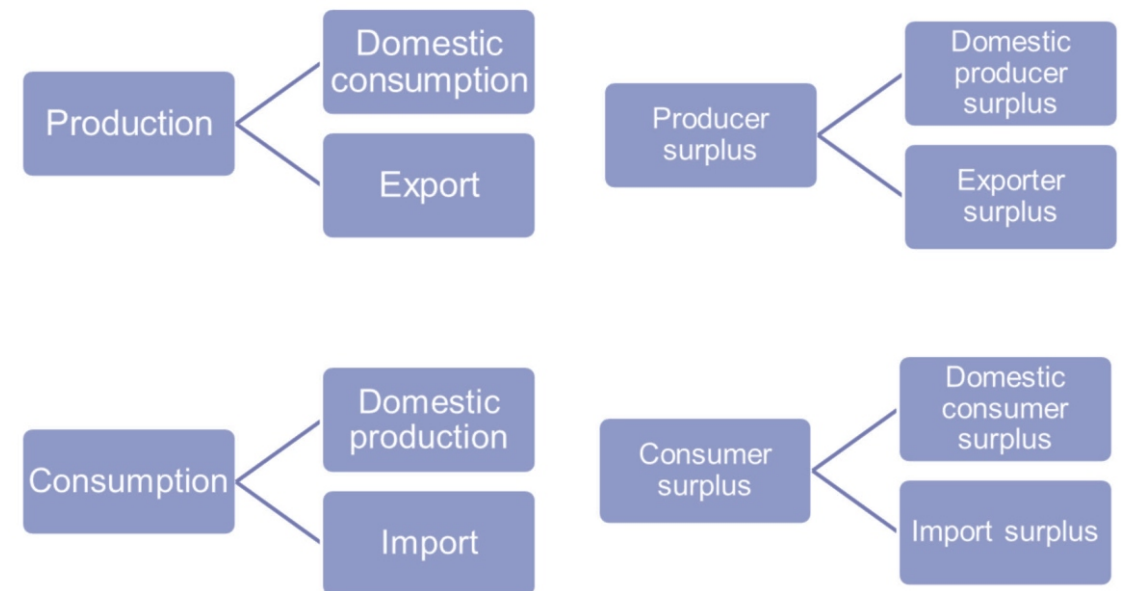 Production
Domestic
consumption
Export
Producer
surplus
Domestic
producer
surplus
Exporter
surplus
Consumption
Domestic
production
Import
Consumer
surplus
Domestic
consumer
surplus
Import surplus